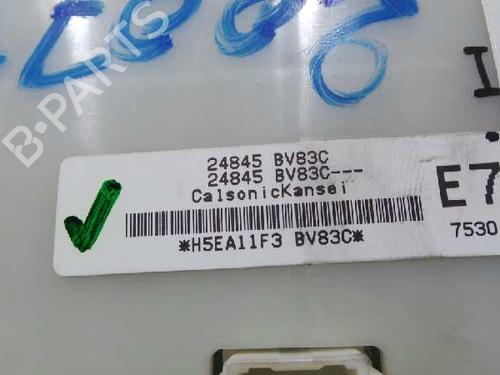 B-PARTS
I
24845 BV83C
24845 BV83C---
CalsonicKansei
E7
*H5EA11F3 BV83C*
7530